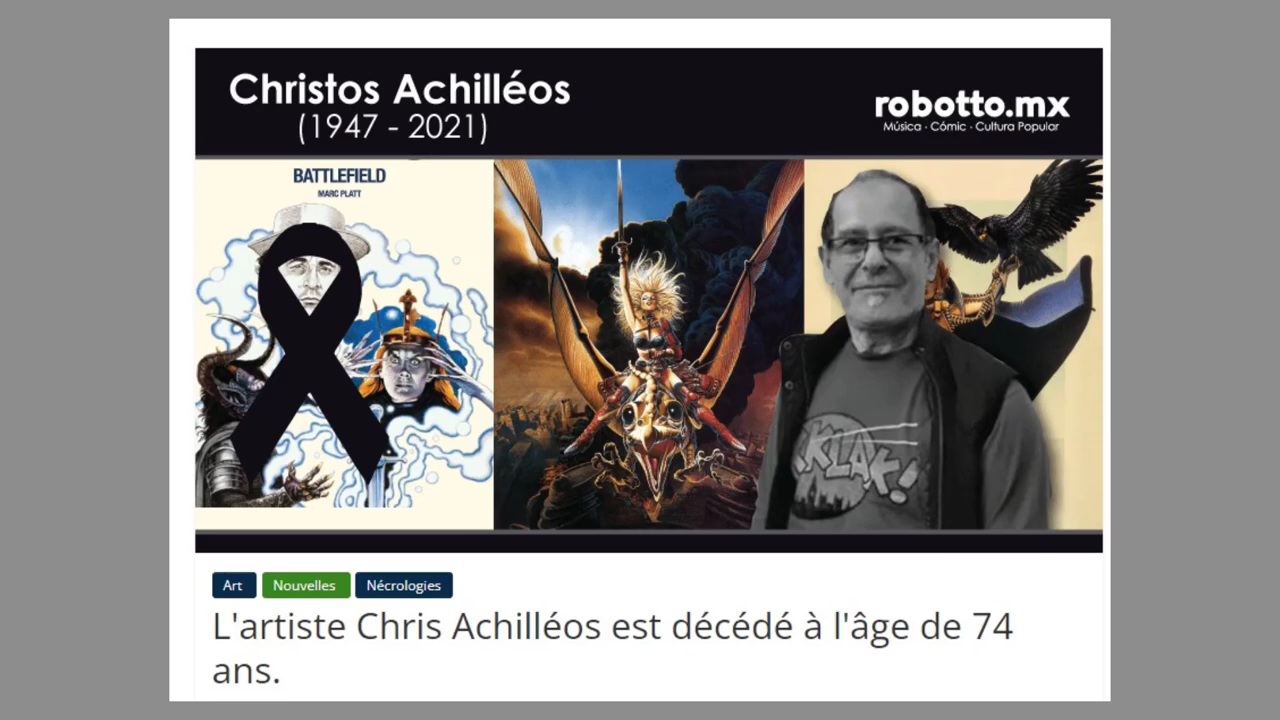 Christos Achilléos
(1947 - 2021)
robotto.mx
Música · Cómic · Cultura Popular
BATTLEFIELD
MARC PLATT
KLAK!
Art
Nouvelles
Nécrologies
L'artiste Chris Achilléos est décédé à l'âge de 74
ans.